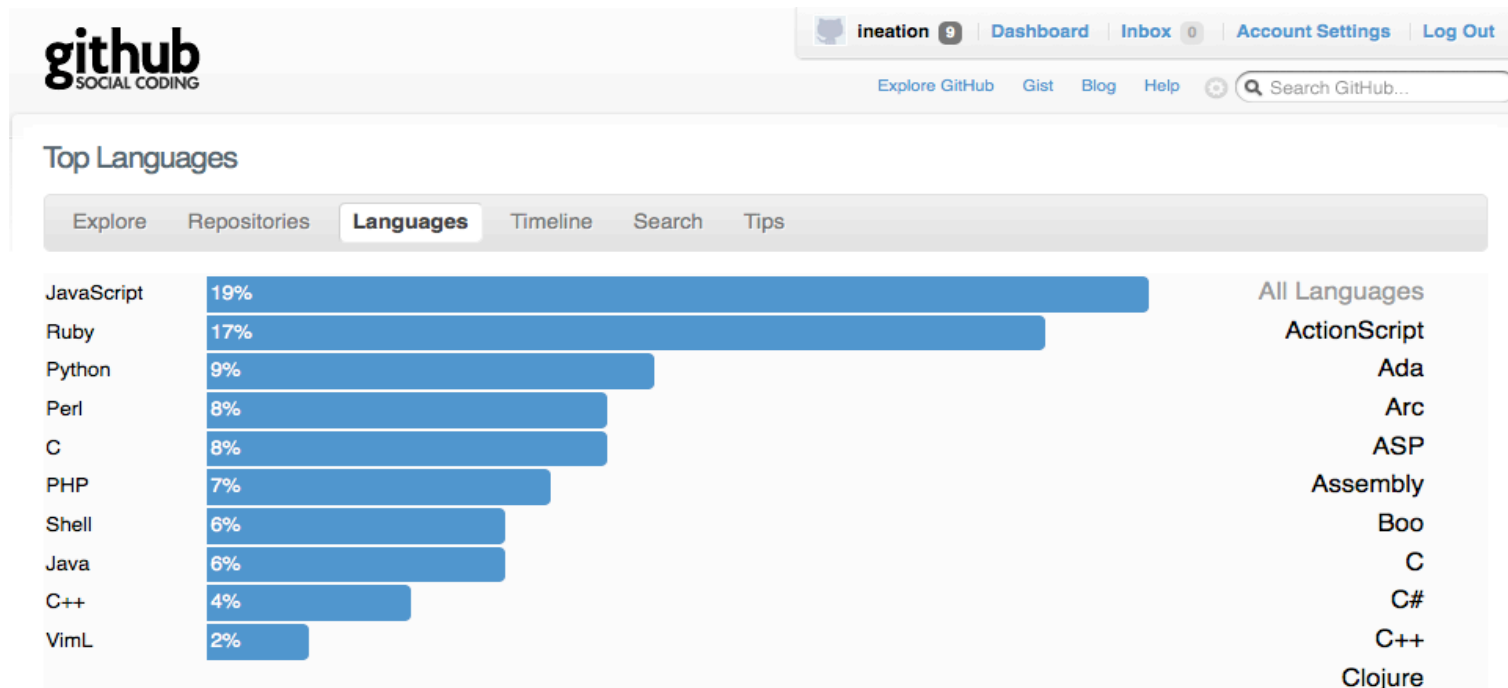 github
SOCIAL CODING
ineation 9 Dashboard Inbox 0 Account Settings Log Out
Explore GitHub Gist Blog Help Search GitHub...
Top Languages
Explore Repositories Languages Timeline Search Tips
JavaScript 19%
Ruby 17%
Python 9%
Perl 8%
C 8%
PHP 7%
Shell 6%
Java 6%
C++ 4%
VimL 2%
All Languages
ActionScript
Ada
Arc
ASP
Assembly
Boo
C
C#
C++
Clojure